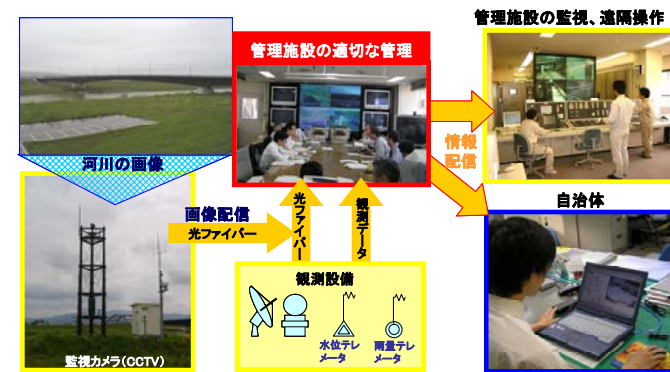 管理施設の監視、遠隔操作
管理施設の適切な管理
情報
配信
河川の画像
自治体
画像配信
光ファイバー
光ファイバー
観測データ
観測設備
水位テレ
メータ
雨量テレ
メータ
監視カメラ(CCTV)